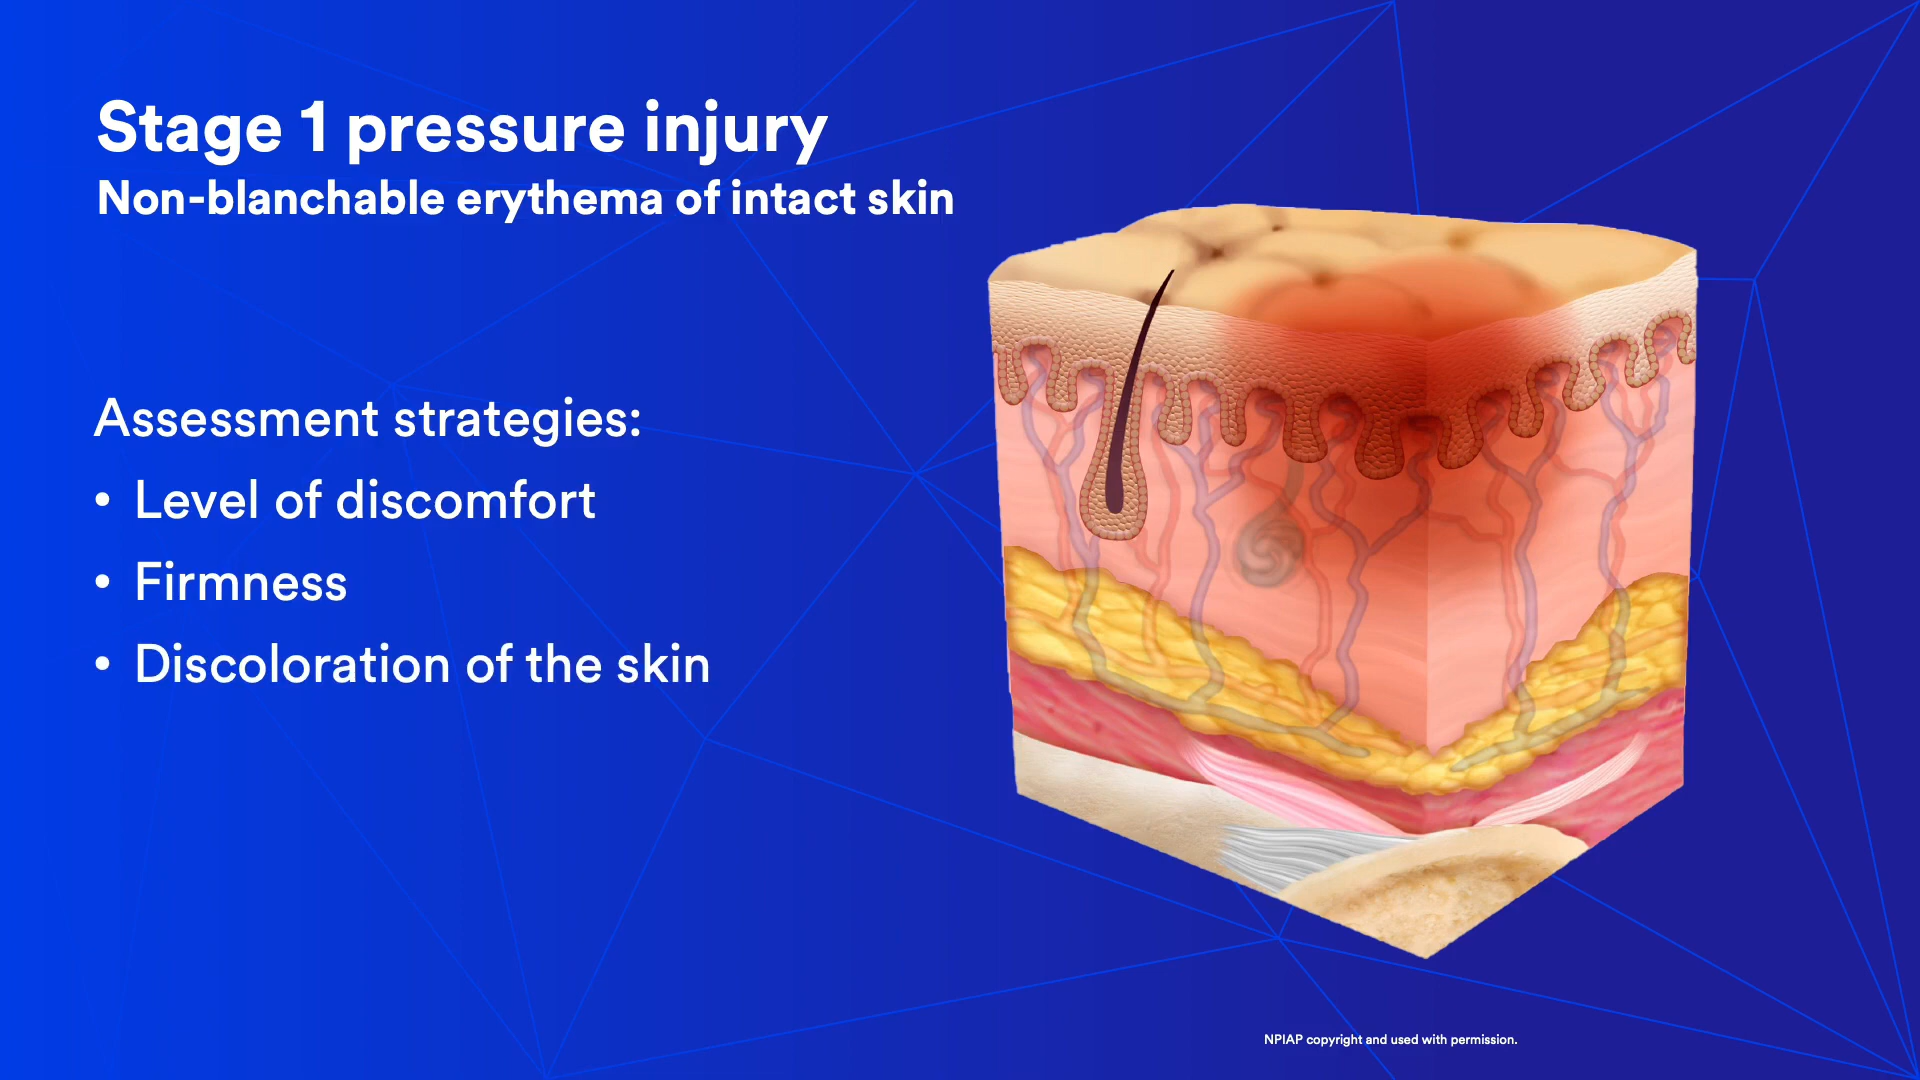 Stage 1 pressure injury
Non-blanchable erythema of intact skin
Assessment strategies:
• Level of discomfort
• Firmness
• Discoloration of the skin
NPIAP copyright and used with permission.